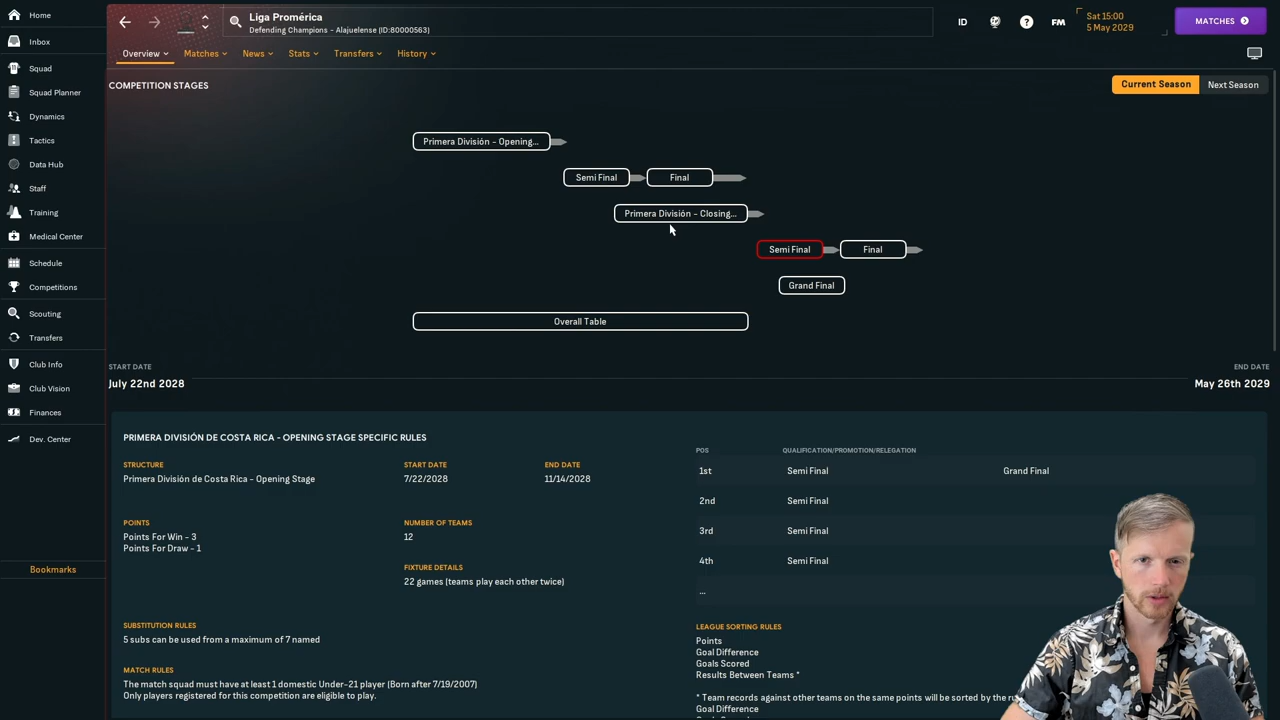 Home
Inbox
Squad
Squad Planner
Dynamics
Tactics
Data Hub
Staff
Training
Medical Center
Schedule
Competitions
Scouting
Transfers
Club Info
Club Vision
Finances
Dev. Center
Bookmarks
Liga Promérica
Defending Champions - Alajuelense (ID:80000563)
ID
?
FM
Sat 15:00
5 May 2029
MATCHES
Overview
Matches
News
Stats
Transfers
History
COMPETITION STAGES
Current Season
Next Season
Primera División - Opening...
Semi Final
Final
Primera División - Closing...
Semi Final
Final
Grand Final
Overall Table
START DATE
July 22nd 2028
END DATE
May 26th 2029
PRIMERA DIVISIÓN DE COSTA RICA - OPENING STAGE SPECIFIC RULES
STRUCTURE
Primera División de Costa Rica - Opening Stage
START DATE
7/22/2028
END DATE
11/14/2028
POINTS
Points For Win - 3
Points For Draw - 1
NUMBER OF TEAMS
12
FIXTURE DETAILS
22 games (teams play each other twice)
SUBSTITUTION RULES
5 subs can be used from a maximum of 7 named
MATCH RULES
The match squad must have at least 1 domestic Under-21 player (Born after 7/19/2007)
Only players registered for this competition are eligible to play.
POS QUALIFICATION/PROMOTION/RELEGATION
1st Semi Final Grand Final
2nd Semi Final
3rd Semi Final
4th Semi Final
...
LEAGUE SORTING RULES
Points
Goal Difference
Goals Scored
Results Between Teams *
* Team records against other teams on the same points will be sorted by the ru
Goal Difference